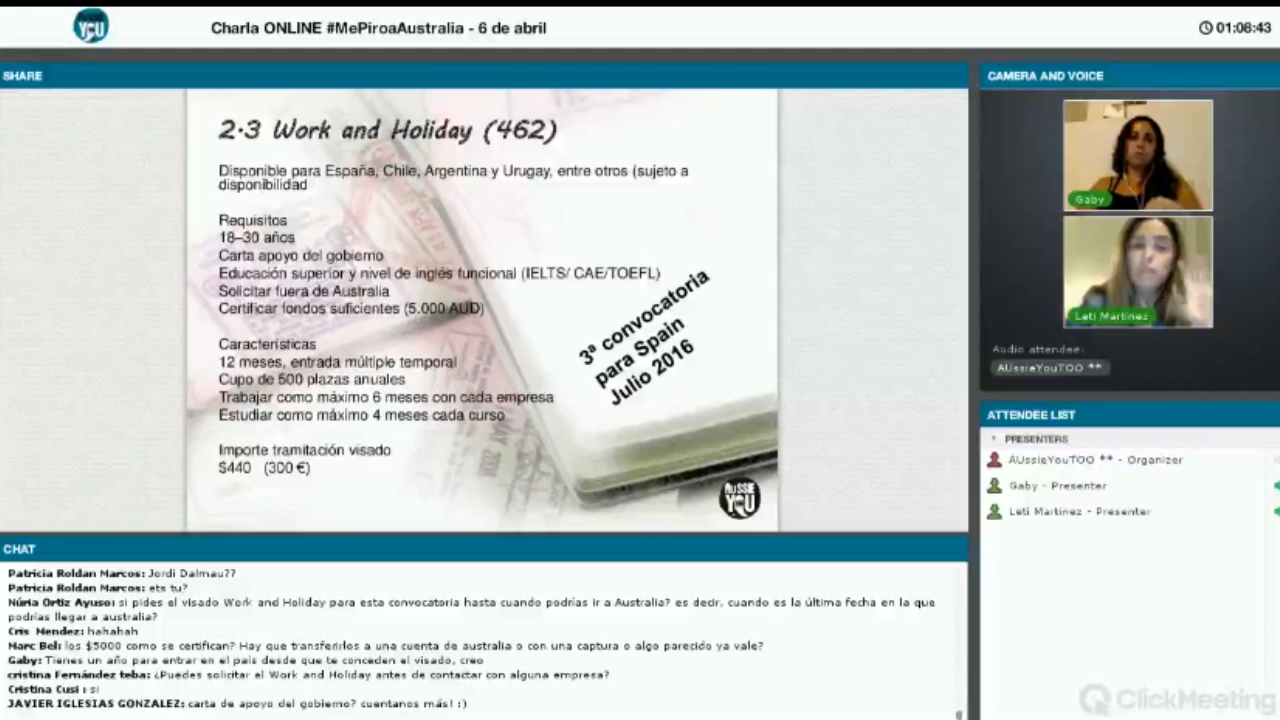 AUSSIE
YOU
Charla ONLINE #MePiroaAustralia - 6 de abril
01:08:43
SHARE
2.3 Work and Holiday (462)
Disponible para España, Chile, Argentina y Urugay, entre otros (sujeto a
disponibilidad
Requisitos
18–30 años
Carta apoyo del gobierno
Educación superior y nivel de inglés funcional (IELTS/ CAE/TOEFL)
Solicitar fuera de Australia
Certificar fondos suficientes (5.000 AUD)
Características
12 meses, entrada múltiple temporal
Cupo de 500 plazas anuales
Trabajar como máximo 6 meses con cada empresa
Estudiar como máximo 4 meses cada curso
Importe tramitación visado
$440 (300 €)
3ª convocatoria
para Spain
Julio 2016
AUSSIE
YOU
CAMERA AND VOICE
Gaby
Leti Martinez
Audio attendee:
AUssieYouTOO **
ATTENDEE LIST
PRESENTERS
AUssieYouTOO ** - Organizer
Gaby - Presenter
Leti Martinez - Presenter
CHAT
Patricia Roldan Marcos: Jordi Dalmau??
Patricia Roldan Marcos: ets tu?
Núria Ortiz Ayuso: si pides el visado Work and Holiday para esta convocatoria hasta cuando podrías ir a Australia? es decir, cuando es la última fecha en la que
podrías llegar a australia?
Cris Mendez: hahahah
Marc Bel: los $5000 como se certifican? Hay que transferirlos a una cuenta de australia o con una captura o algo parecido ya vale?
Gaby: Tienes un año para entrar en el país desde que te conceden el visado, creo
cristina Fernández teba: ¿Puedes solicitar el Work and Holiday antes de contactar con alguna empresa?
Cristina Cusi : si
JAVIER IGLESIAS GONZALEZ: carta de apoyo del gobierno? cuentanos más! :)
ClickMeeting